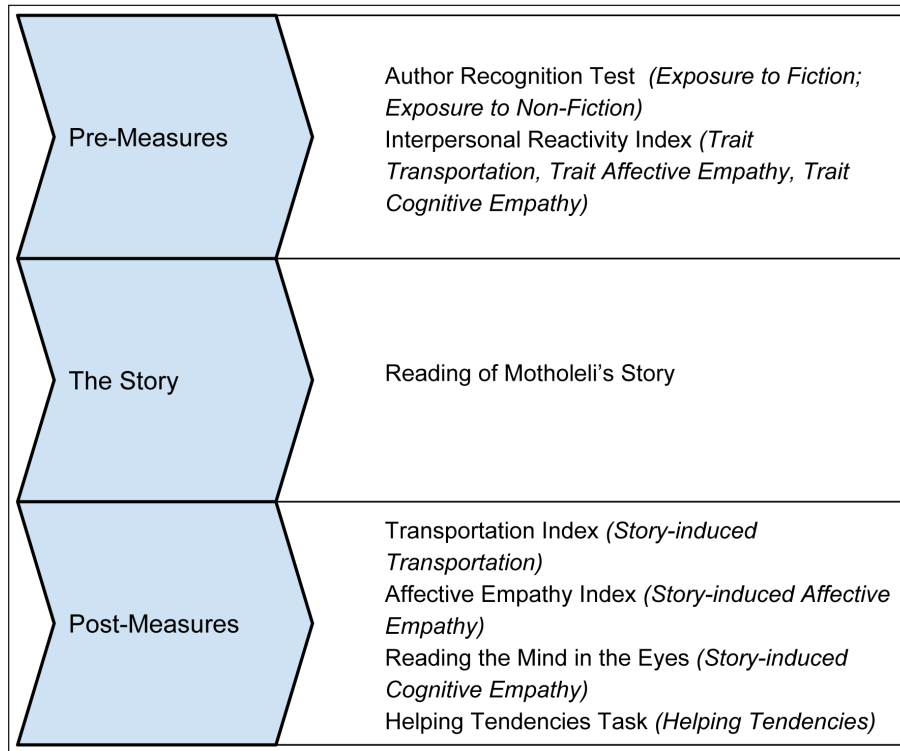 Pre-Measures
Author Recognition Test (Exposure to Fiction;
Exposure to Non-Fiction)
Interpersonal Reactivity Index (Trait
Transportation, Trait Affective Empathy, Trait
Cognitive Empathy)
The Story
Reading of Motholeli’s Story
Post-Measures
Transportation Index (Story-induced
Transportation)
Affective Empathy Index (Story-induced Affective
Empathy)
Reading the Mind in the Eyes (Story-induced
Cognitive Empathy)
Helping Tendencies Task (Helping Tendencies)